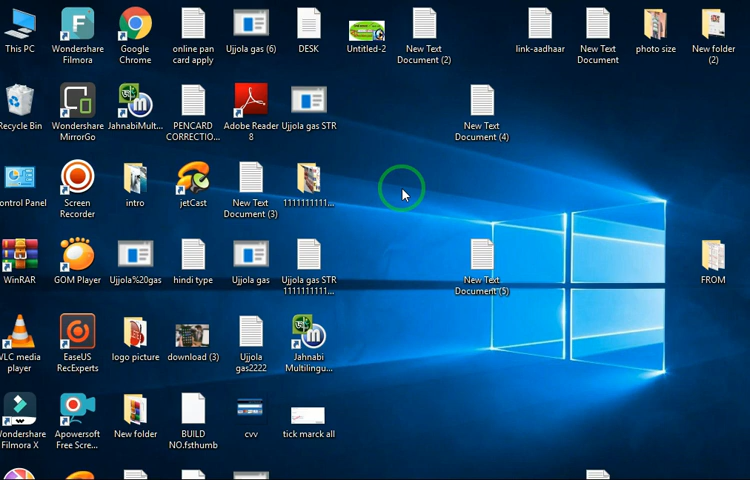 This PC
Wondershare
Filmora
Google
Chrome
online pan
card apply
Ujjola gas (6)
DESK
Untitled-2
New Text
Document (2)
link-aadhaar
New Text
Document
photo size
New folder
(2)
Recycle Bin
Wondershare
MirrorGo
JahnabiMult...
PENCARD
CORRECTIO...
Adobe Reader
8
Ujjola gas STR
New Text
Document (4)
ontrol Panel
Screen
Recorder
intro
jetCast
New Text
Document (3)
1111111111...
WinRAR
GOM Player
Ujjola%20gas
hindi type
Ujjola gas
Ujjola gas STR
1111111111...
New Text
Document (5)
FROM
VLC media
player
EaseUS
RecExperts
logo picture
download (3)
Ujjola
gas2222
Jahnabi
Multilingu...
Wondershare
Filmora X
Apowersoft
Free Scre...
New folder
BUILD
NO.fsthumb
cvv
tick marck all